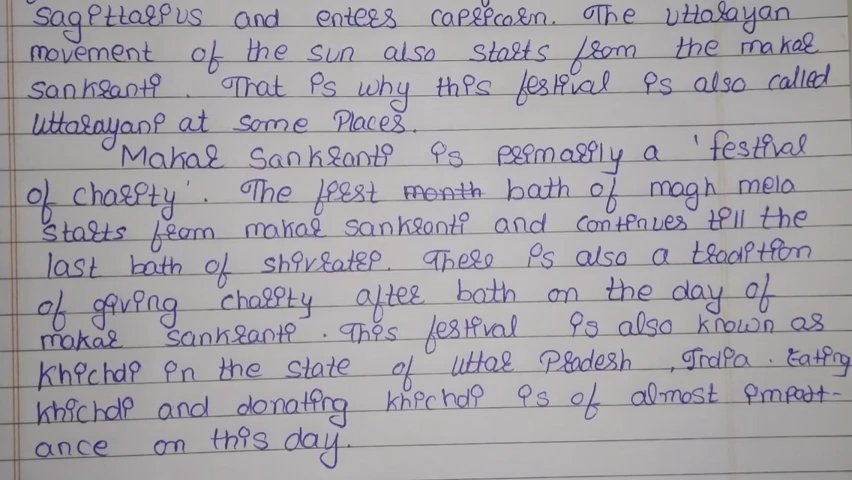 Sagittarius and enters capricorn. The Uttarayan
movement of the sun also starts from the makar
sankranti. That is why this festival is also called
Uttarayani at some Places.
Makar Sankranti is primarily a 'festival
of charity'. The first month bath of magh mela
starts from makar sankranti and continues till the
last bath of shivratri. There is also a tradition
of giving charity after bath on the day of
makar sankranti. This festival is also known as
Khichdi in the state of Uttar Pradesh, India. Eating
khichdi and donating khichdi is of almost import-
ance on this day.